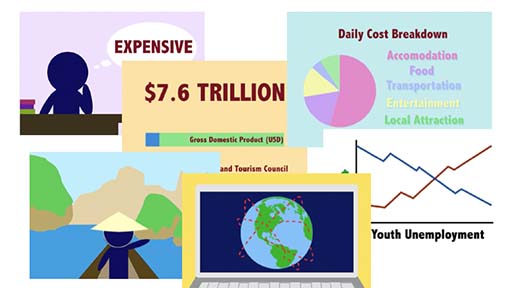 EXPENSIVE
$7.6 TRILLION
Gross Domestic Product (USD)
and Tourism Council
Daily Cost Breakdown
Accomodation
Food
Transportation
Entertainment
Local Attraction
Youth Unemployment